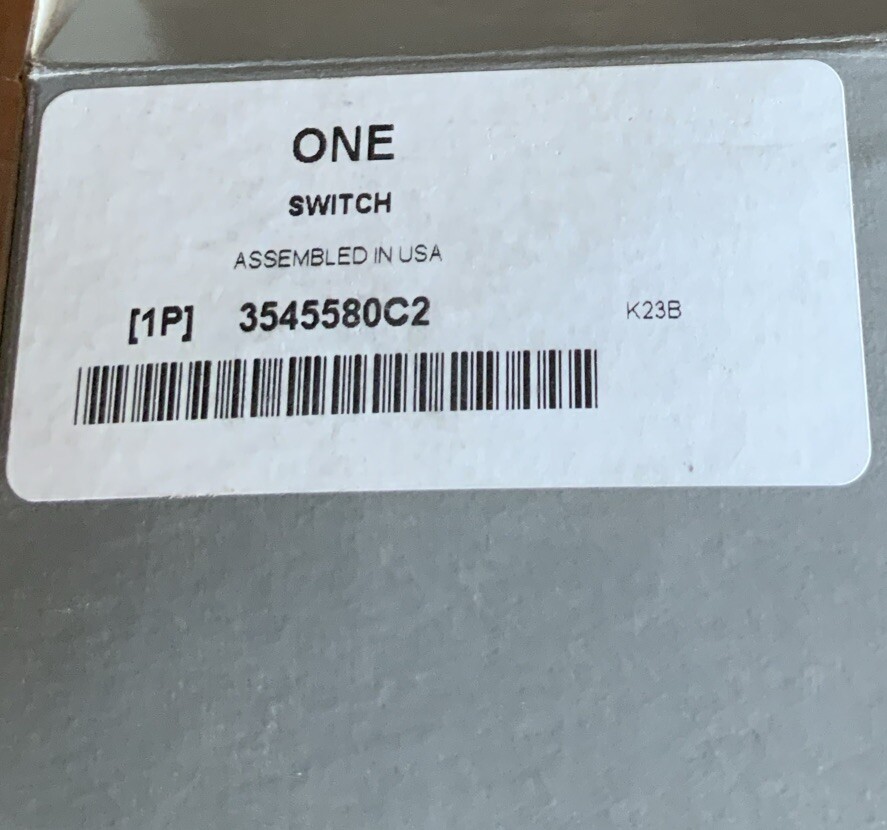 ONE
SWITCH
ASSEMBLED IN USA
[1P] 3545580C2 K23B